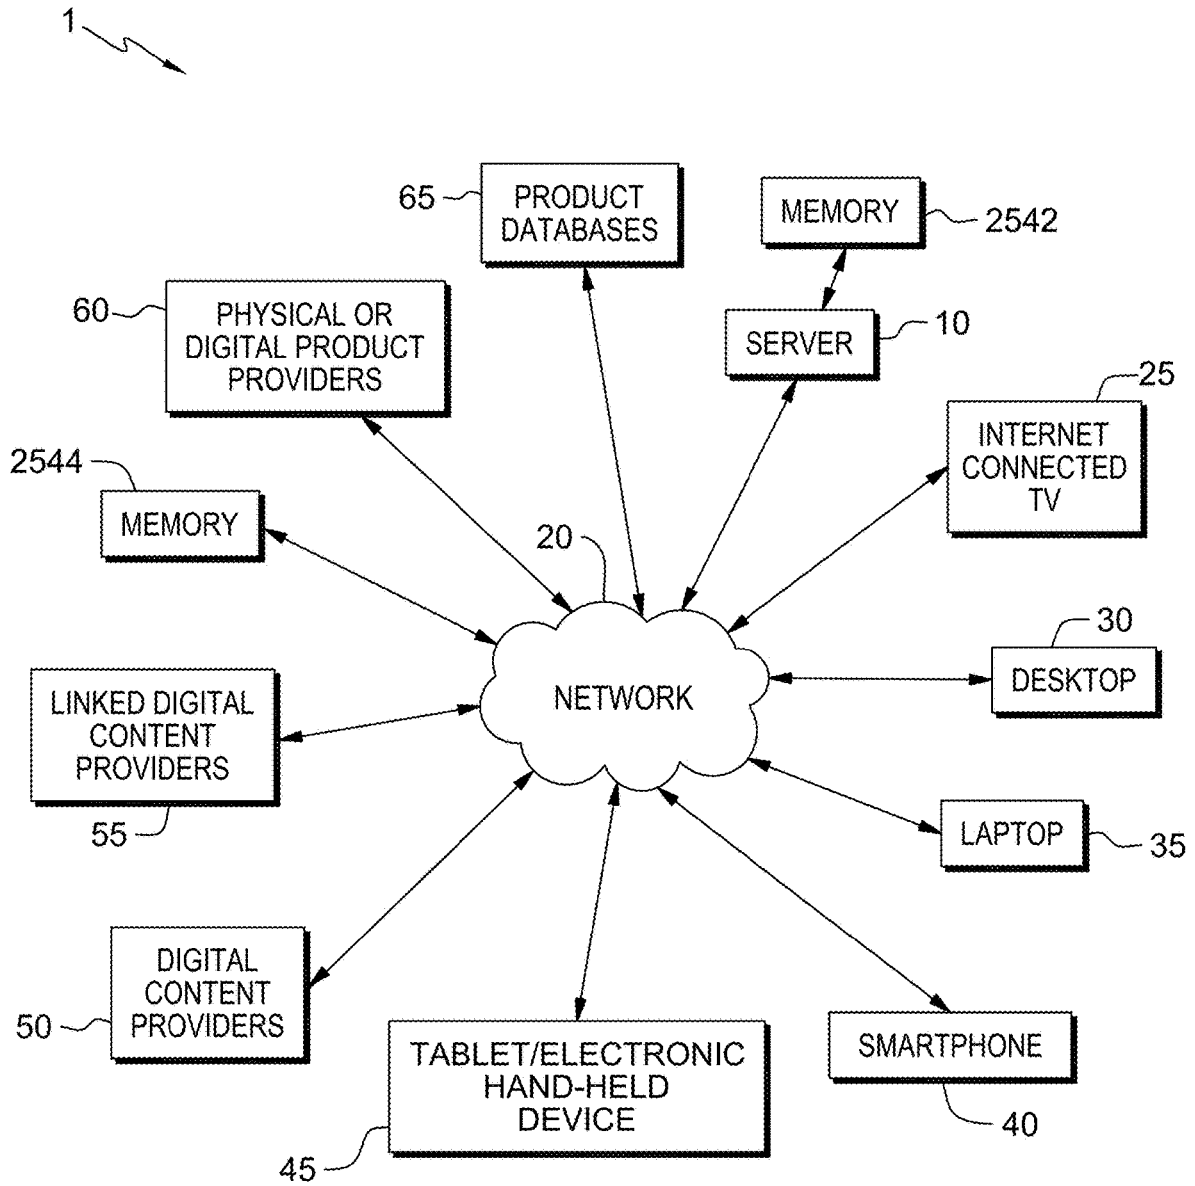 1
65
PRODUCT
DATABASES
MEMORY
2542
60
PHYSICAL OR
DIGITAL PRODUCT
PROVIDERS
SERVER
10
25
INTERNET
CONNECTED
TV
2544
MEMORY
20
NETWORK
30
DESKTOP
LINKED DIGITAL
CONTENT
PROVIDERS
55
LAPTOP
35
DIGITAL
CONTENT
PROVIDERS
50
TABLET/ELECTRONIC
HAND-HELD
DEVICE
45
SMARTPHONE
40